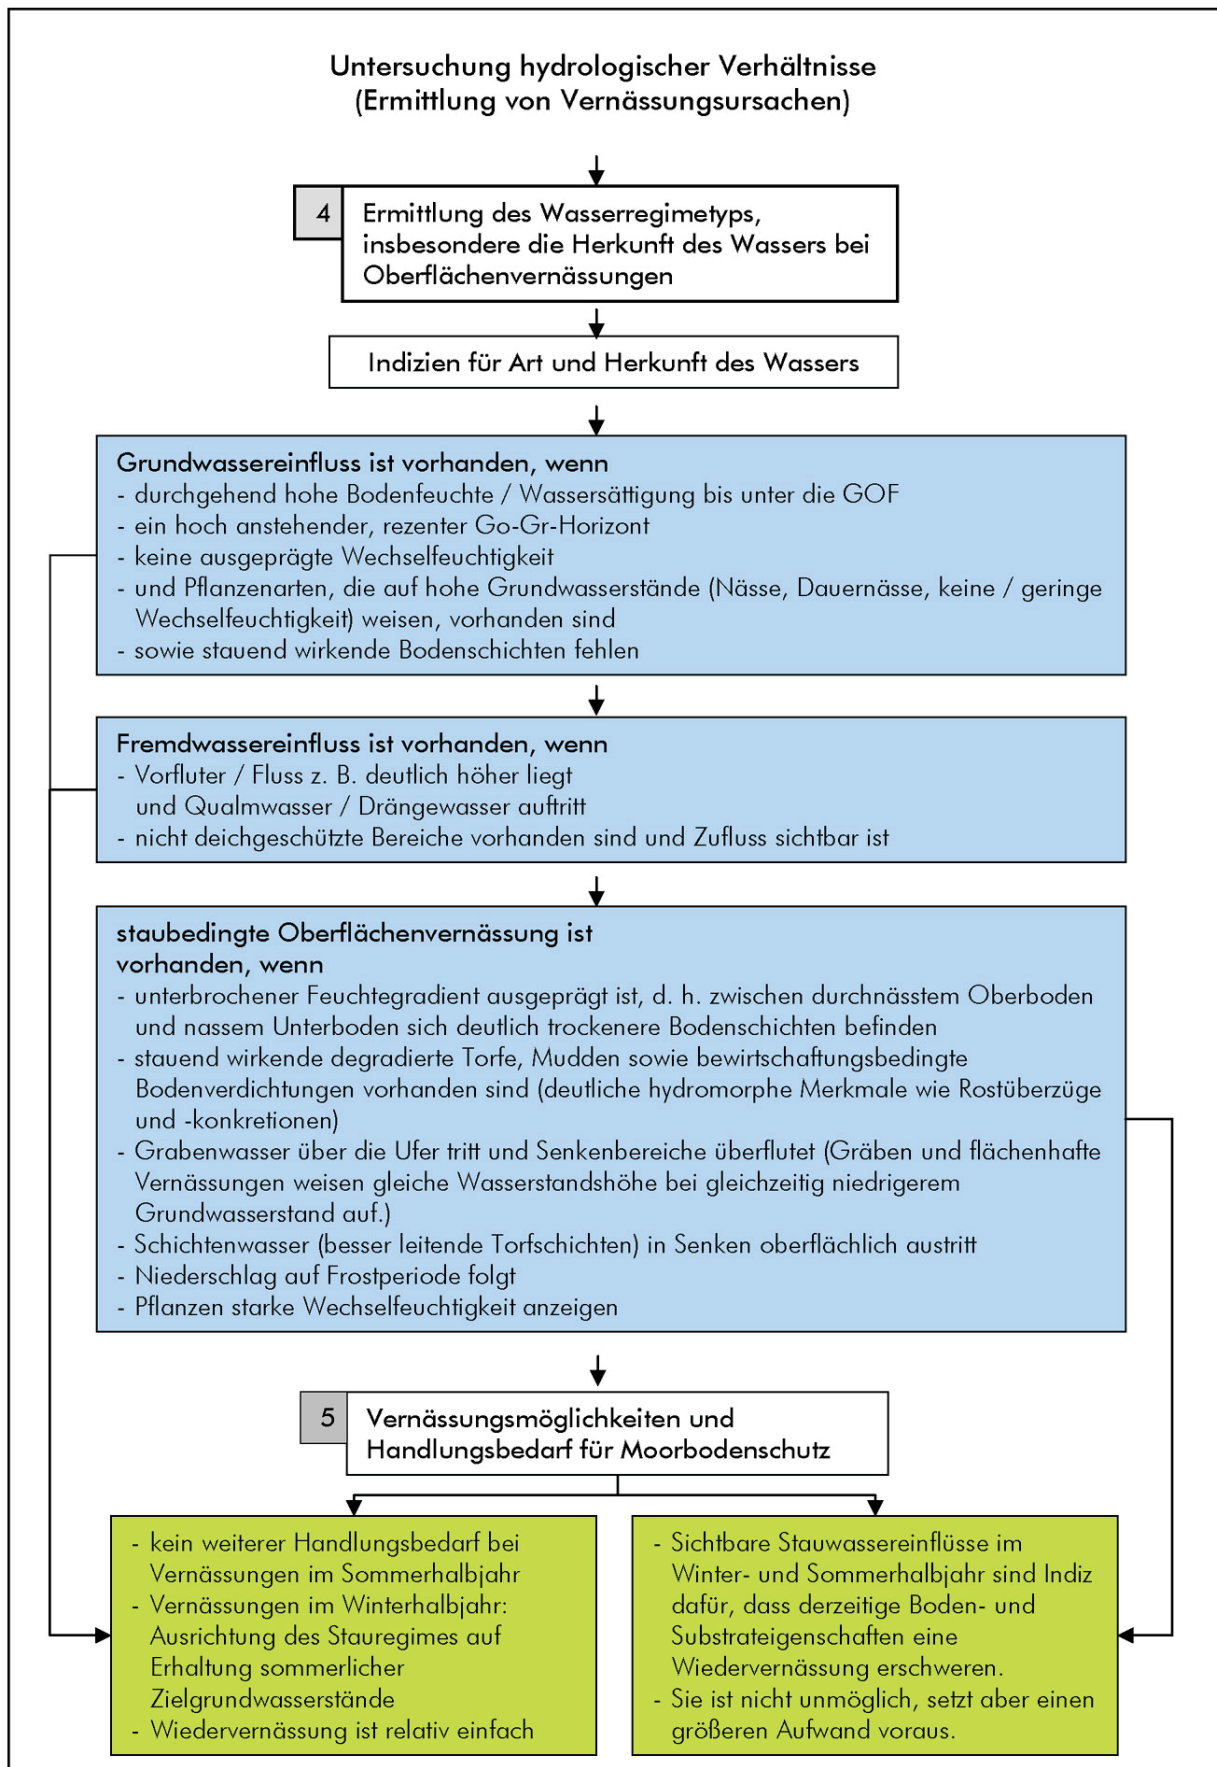 Untersuchung hydrologischer Verhältnisse
(Ermittlung von Vernässungsursachen)
4
Ermittlung des Wasserregimetyps,
insbesondere die Herkunft des Wassers bei
Oberflächenvernässungen
Indizien für Art und Herkunft des Wassers
Grundwassereinfluss ist vorhanden, wenn
- durchgehend hohe Bodenfeuchte / Wassersättigung bis unter die GOF
- ein hoch anstehender, rezenter Go-Gr-Horizont
- keine ausgeprägte Wechselfeuchtigkeit
- und Pflanzenarten, die auf hohe Grundwasserstände (Nässe, Dauernässe, keine / geringe
Wechselfeuchtigkeit) weisen, vorhanden sind
- sowie stauend wirkende Bodenschichten fehlen
Fremdwassereinfluss ist vorhanden, wenn
- Vorfluter / Fluss z. B. deutlich höher liegt
und Qualmwasser / Drängewasser auftritt
- nicht deichgeschützte Bereiche vorhanden sind und Zufluss sichtbar ist
staubedingte Oberflächenvernässung ist
vorhanden, wenn
- unterbrochener Feuchtegradient ausgeprägt ist, d. h. zwischen durchnässtem Oberboden
und nassem Unterboden sich deutlich trockenere Bodenschichten befinden
- stauend wirkende degradierte Torfe, Mudden sowie bewirtschaftungsbedingte
Bodenverdichtungen vorhanden sind (deutliche hydromorphe Merkmale wie Rostüberzüge
und -konkretionen)
- Grabenwasser über die Ufer tritt und Senkenbereiche überflutet (Gräben und flächenhafte
Vernässungen weisen gleiche Wasserstandshöhe bei gleichzeitig niedrigerem
Grundwasserstand auf.)
- Schichtenwasser (besser leitende Torfschichten) in Senken oberflächlich austritt
- Niederschlag auf Frostperiode folgt
- Pflanzen starke Wechselfeuchtigkeit anzeigen
5
Vernässungsmöglichkeiten und
Handlungsbedarf für Moorbodenschutz
- kein weiterer Handlungsbedarf bei
Vernässungen im Sommerhalbjahr
- Vernässungen im Winterhalbjahr:
Ausrichtung des Stauregimes auf
Erhaltung sommerlicher
Zielgrundwasserstände
- Wiedervernässung ist relativ einfach
- Sichtbare Stauwassereinflüsse im
Winter- und Sommerhalbjahr sind Indiz
dafür, dass derzeitige Boden- und
Substrateigenschaften eine
Wiedervernässung erschweren.
- Sie ist nicht unmöglich, setzt aber einen
größeren Aufwand voraus.